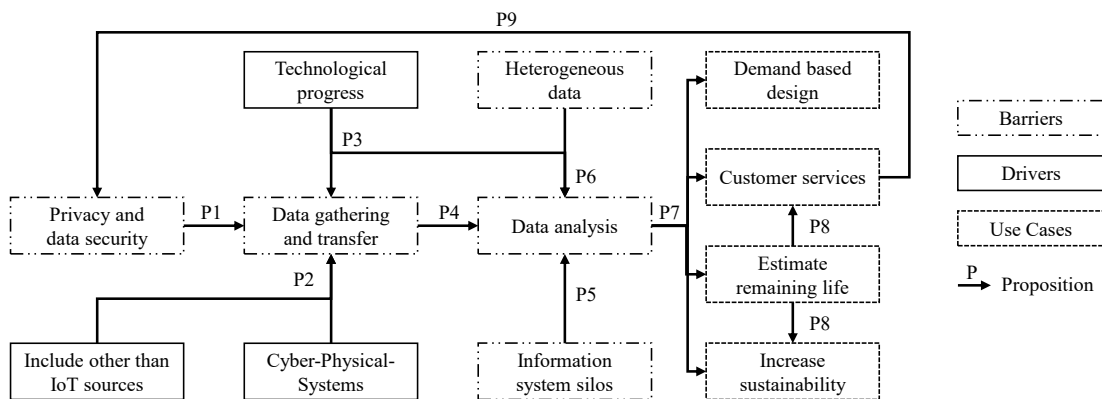 P9
Technological
progress
Heterogeneous
data
Demand based
design
Barriers
P3
P6
Customer services
Drivers
Privacy and
data security
P1
Data gathering
and transfer
P4
Data analysis
P7
P8
Use Cases
P2
P5
Estimate
remaining life
P
Proposition
P8
Include other than
IoT sources
Cyber-Physical-
Systems
Information
system silos
Increase
sustainability